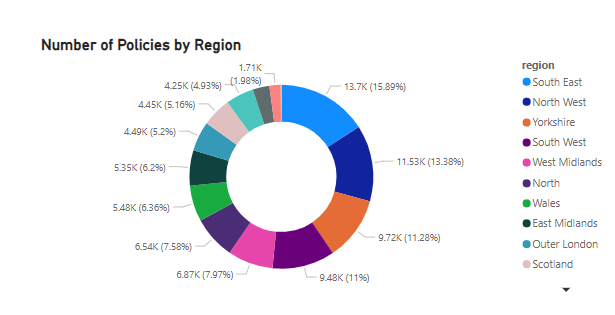 Number of Policies by Region
1.71K
(1.98%)
4.25K (4.93%)
4.45K (5.16%)
4.49K (5.2%)
5.35K (6.2%)
5.48K (6.36%)
6.54K (7.58%)
6.87K (7.97%)
13.7K (15.89%)
11.53K (13.38%)
9.72K (11.28%)
9.48K (11%)
region
South East
North West
Yorkshire
South West
West Midlands
North
Wales
East Midlands
Outer London
Scotland